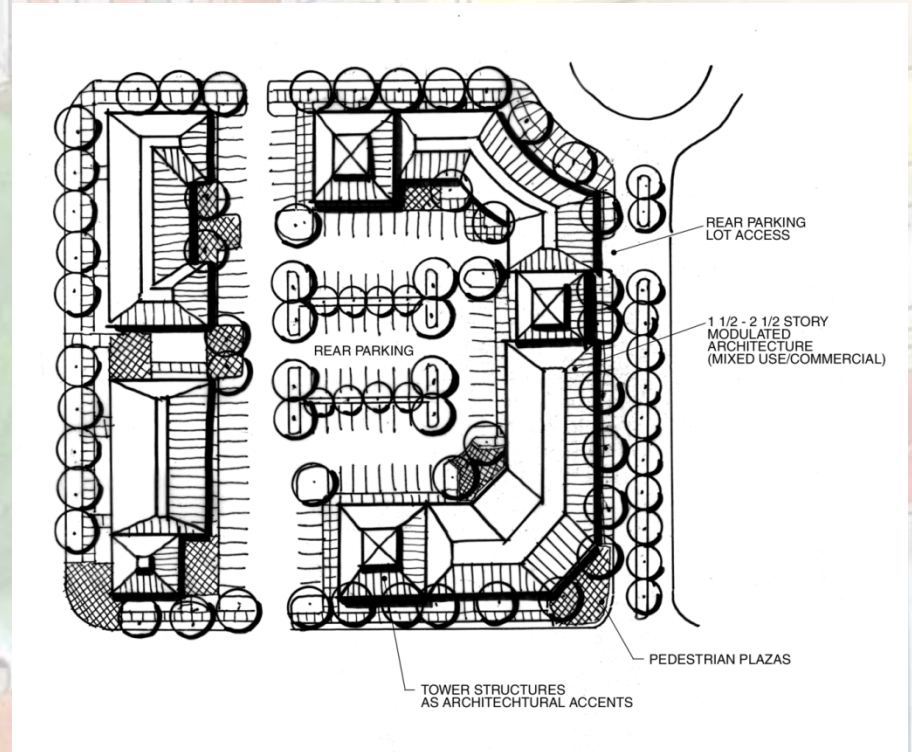 REAR PARKING
LOT ACCESS
1 1/2 - 2 1/2 STORY
MODULATED
ARCHITECTURE
(MIXED USE/COMMERCIAL)
REAR PARKING
PEDESTRIAN PLAZAS
TOWER STRUCTURES
AS ARCHITECHTURAL ACCENTS